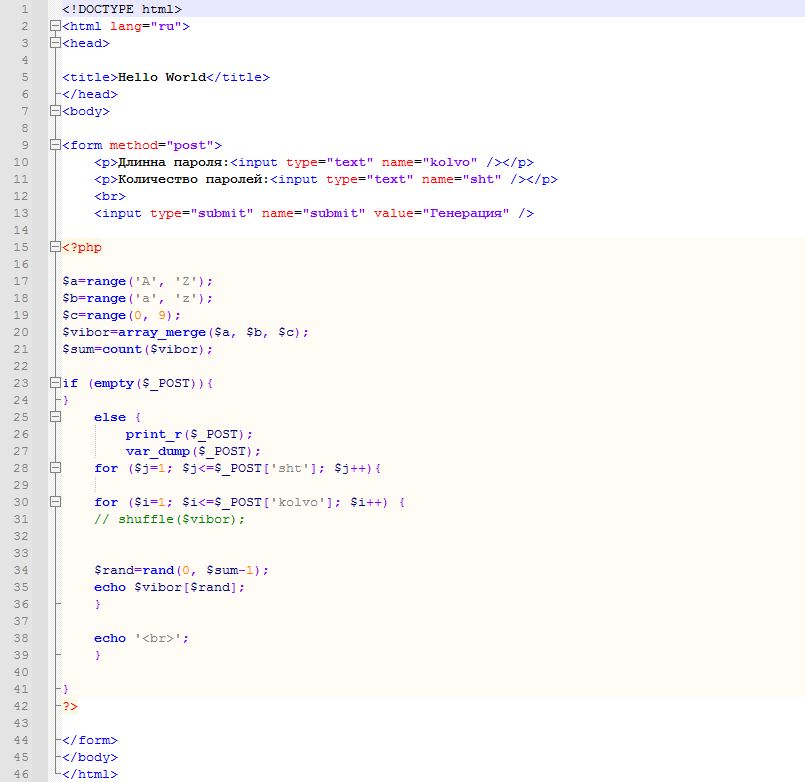 1 <!DOCTYPE html>
2 <html lang="ru">
3 <head>
4
5 <title>Hello World</title>
6 </head>
7 <body>
8
9 <form method="post">
10 <p>Длинна пароля:<input type="text" name="kolvo" /></p>
11 <p>Количество паролей:<input type="text" name="sht" /></p>
12 <br>
13 <input type="submit" name="submit" value="Генерация" />
14
15 <?php
16
17 $a=range('A', 'Z');
18 $b=range('a', 'z');
19 $c=range(0, 9);
20 $vibor=array_merge($a, $b, $c);
21 $sum=count($vibor);
22
23 if (empty($_POST)){
24 }
25 else {
26 print_r($_POST);
27 var_dump($_POST);
28 for ($j=1; $j<=$_POST['sht']; $j++){
29
30 for ($i=1; $i<=$_POST['kolvo']; $i++) {
31 // shuffle($vibor);
32
33
34 $rand=rand(0, $sum-1);
35 echo $vibor[$rand];
36 }
37
38 echo '<br>';
39 }
40
41 }
42 ?>
43
44 </form>
45 </body>
46 </html>